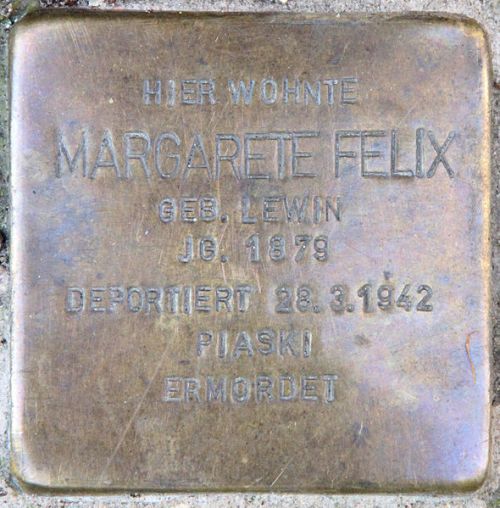 HIER WOHNTE
MARGARETE FELIX
GEB. LEWIN
JG. 1879
DEPORTIERT 28.3.1942
PIASKI
ERMORDET